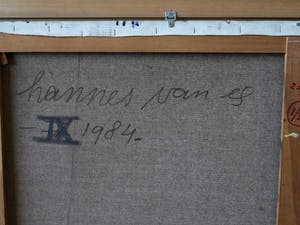 hannes van es
- IX 1984-